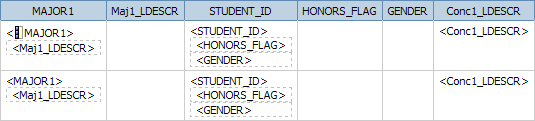 MAJOR1 Maj1_LDESCR STUDENT_ID HONORS_FLAG GENDER Conc1_LDESCR
<MAJOR1> <STUDENT_ID> <Conc1_LDESCR>
<Maj1_LDESCR> <HONORS_FLAG>
<GENDER>
<MAJOR1> <STUDENT_ID> <Conc1_LDESCR>
<Maj1_LDESCR> <HONORS_FLAG>
<GENDER>